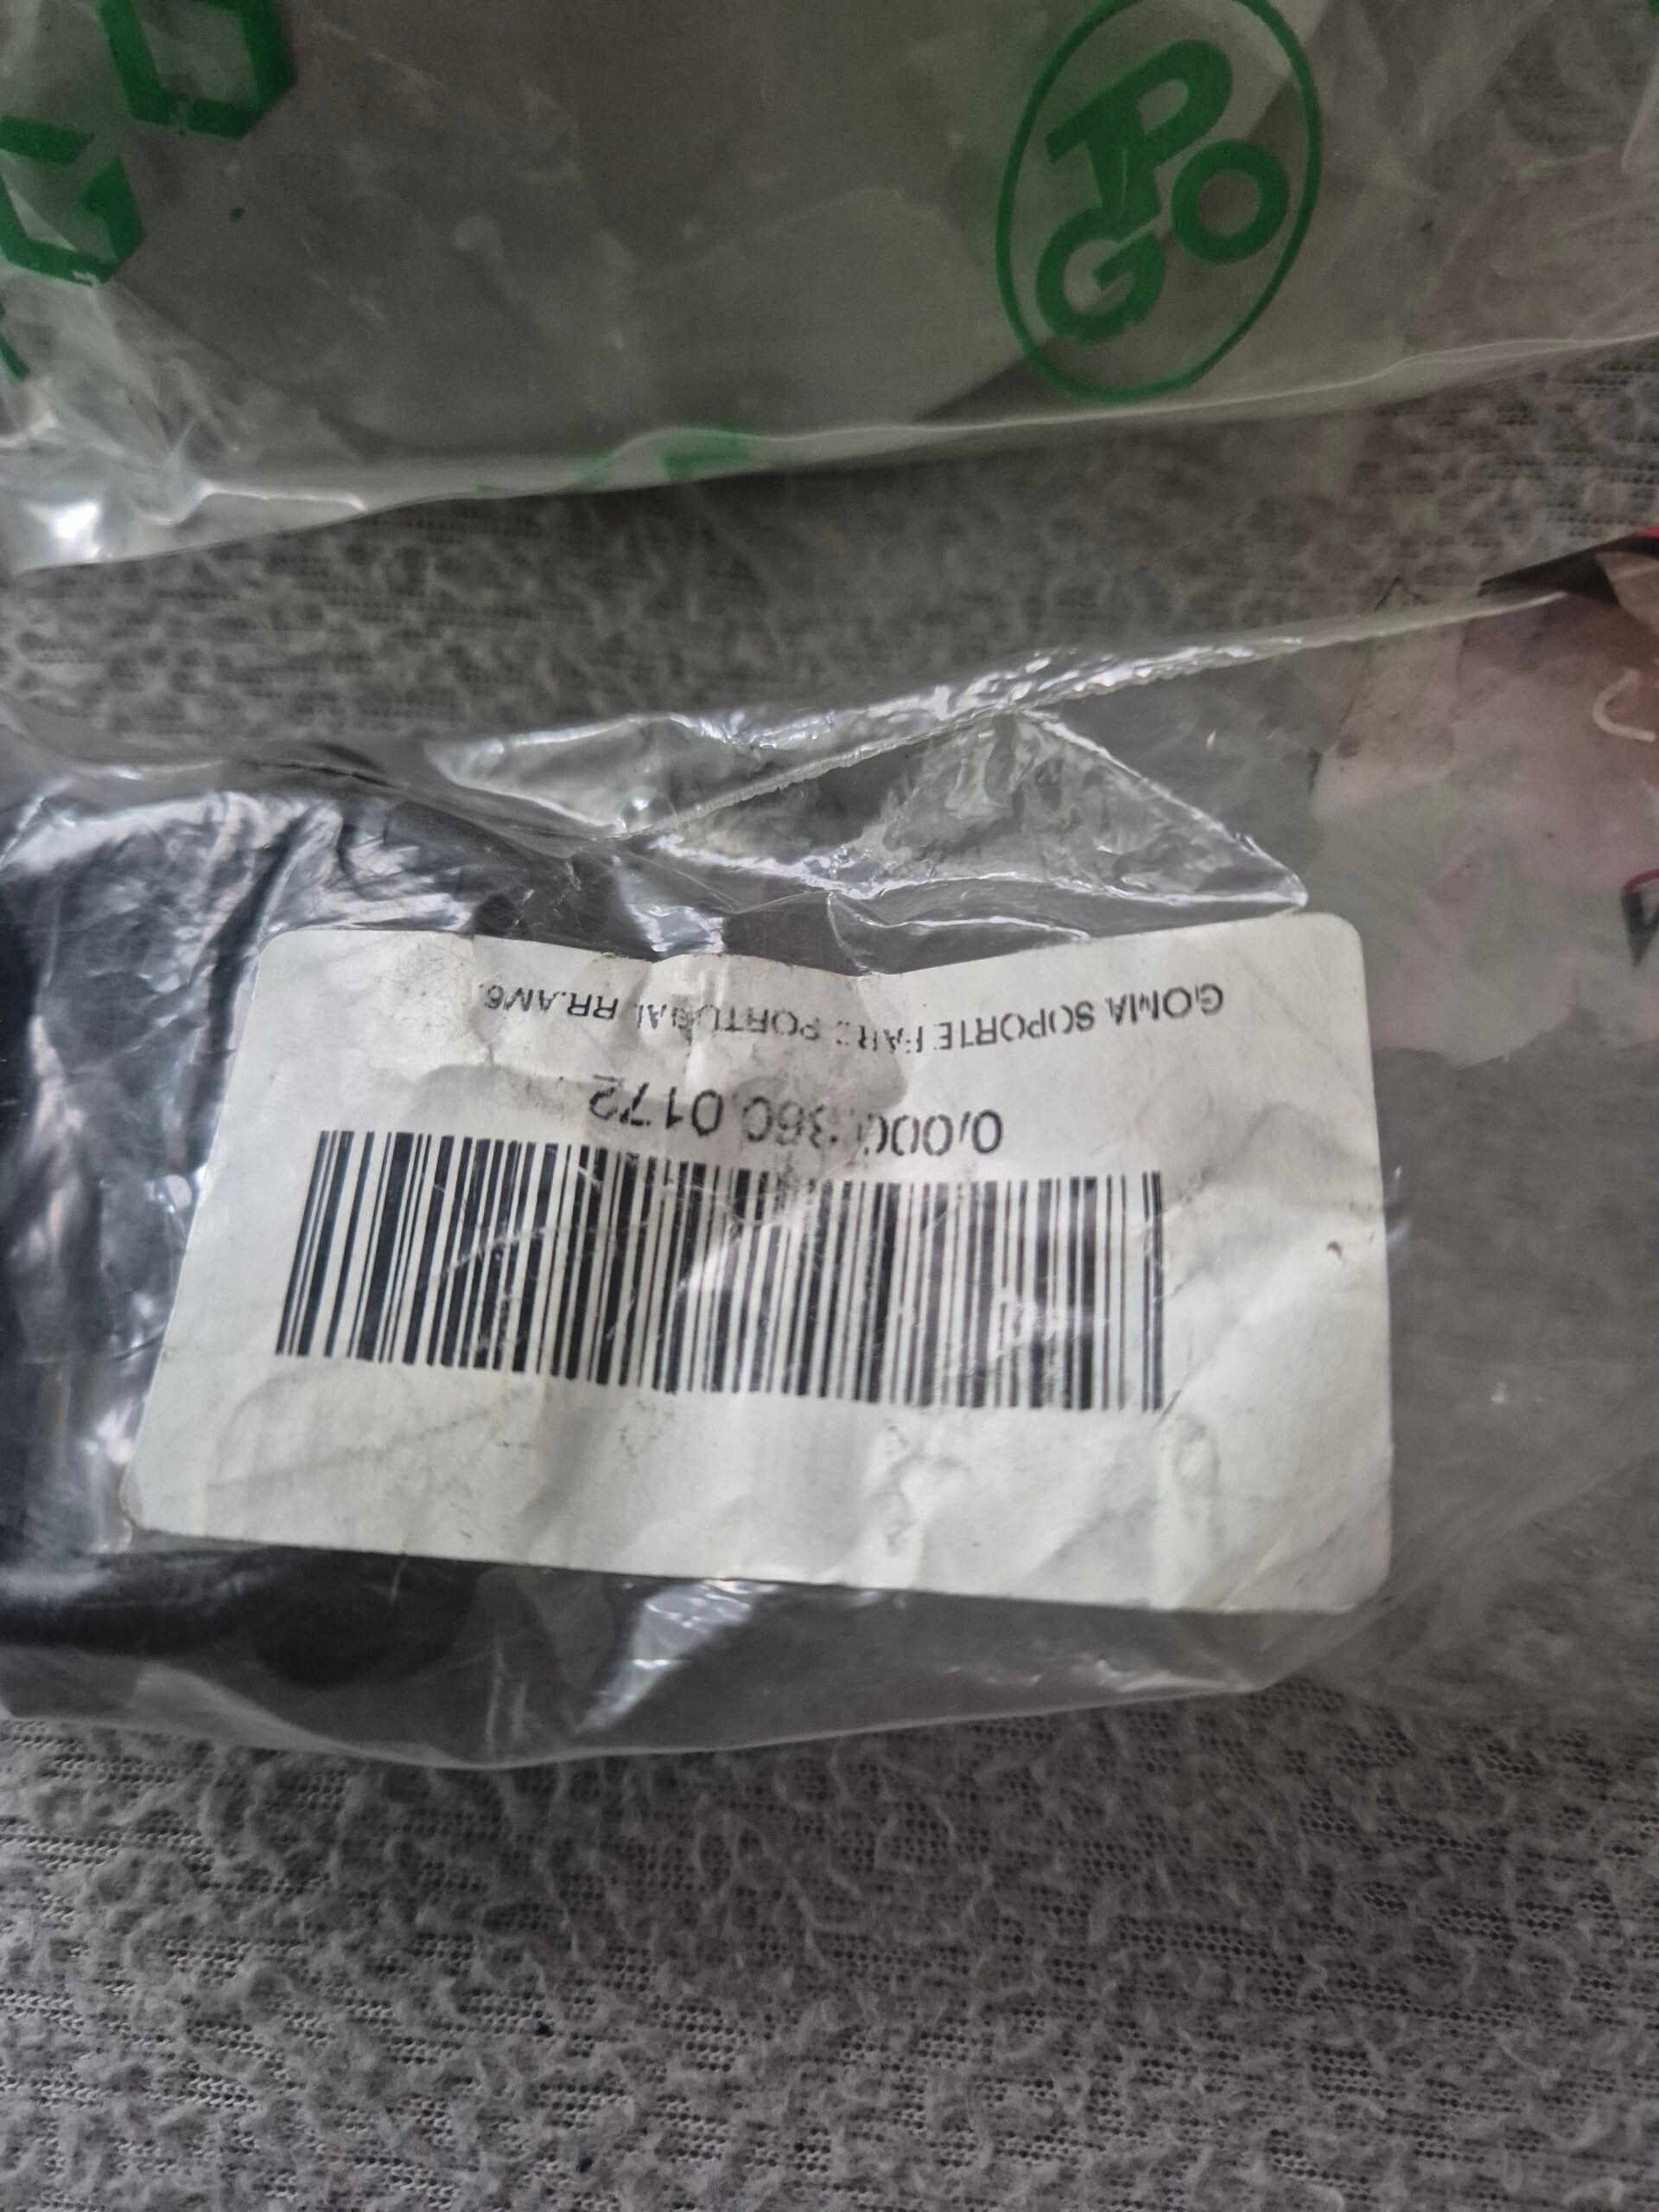 TPGO
GOMA SOPORTE FARO PORTUGAL RR.AM6.
0/000.360.0172